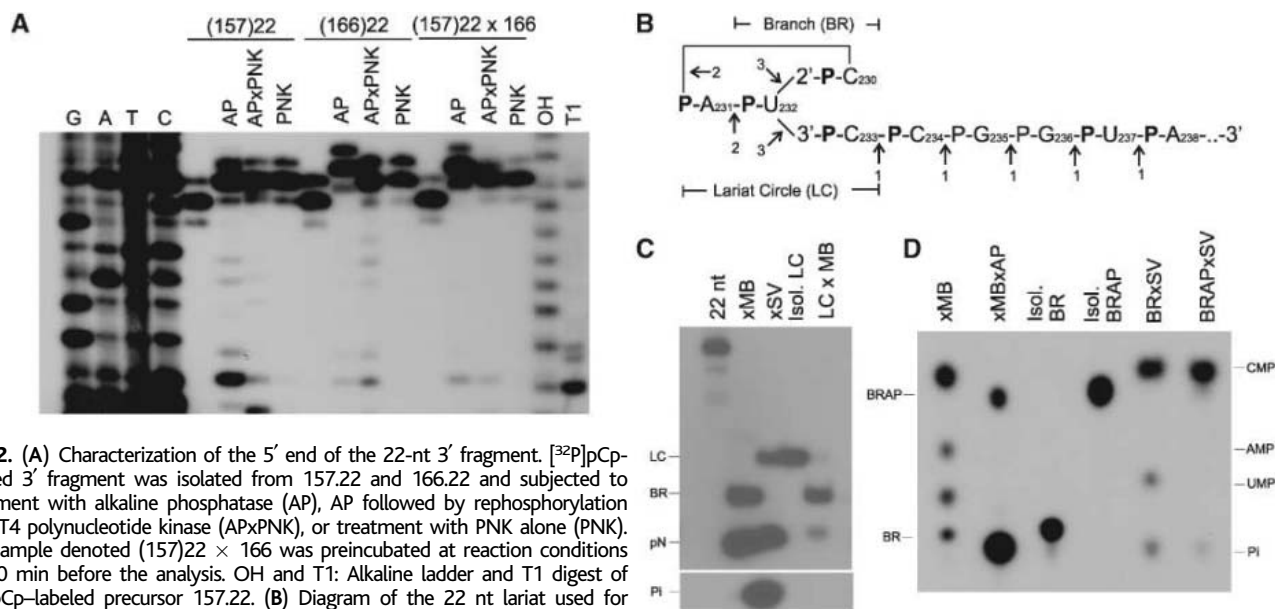 A
(157)22 (166)22 (157)22 x 166
G A T C AP APxPNK PNK AP APxPNK PNK AP APxPNK PNK OH T1
B
Branch (BR)
2 3 2'-P-C230
P-A231-P-U232
2 3 3'-P-C233-P-C234-P-G235-P-G236-P-U237-P-A238-..-3'
1 1 1 1 1
Lariat Circle (LC)
C
22 nt xMB xSV Isol. LC LC x MB
LC
BR
pN
Pi
D
xMB xMBxAP Isol. BR Isol. BRAP BRxSV BRAPxSV
BRAP
BR
CMP
AMP
UMP
Pi
2. (A) Characterization of the 5′ end of the 22-nt 3′ fragment. [32P]pCp-
ed 3′ fragment was isolated from 157.22 and 166.22 and subjected to
ment with alkaline phosphatase (AP), AP followed by rephosphorylation
T4 polynucleotide kinase (APxPNK), or treatment with PNK alone (PNK).
ample denoted (157)22 × 166 was preincubated at reaction conditions
0 min before the analysis. OH and T1: Alkaline ladder and T1 digest of
pCp–labeled precursor 157.22. (B) Diagram of the 22 nt lariat used for